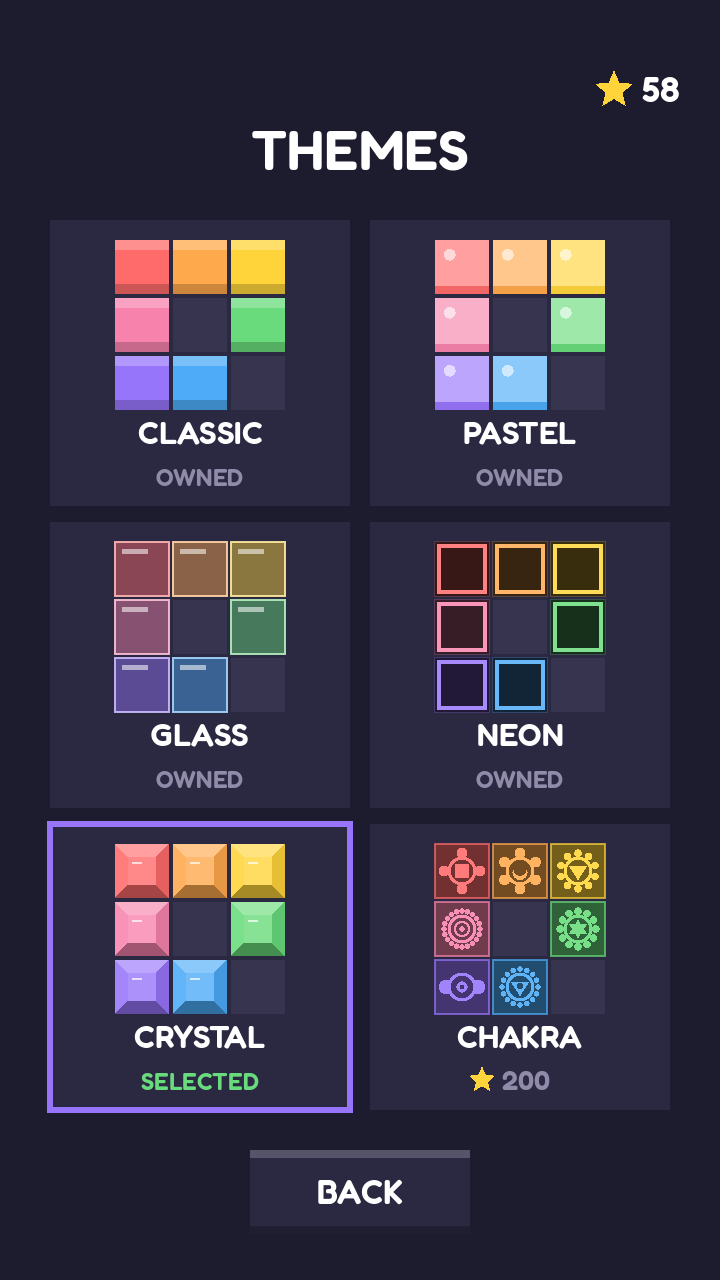 58
THEMES
CLASSIC
OWNED
PASTEL
OWNED
GLASS
OWNED
NEON
OWNED
CRYSTAL
SELECTED
CHAKRA
200
BACK